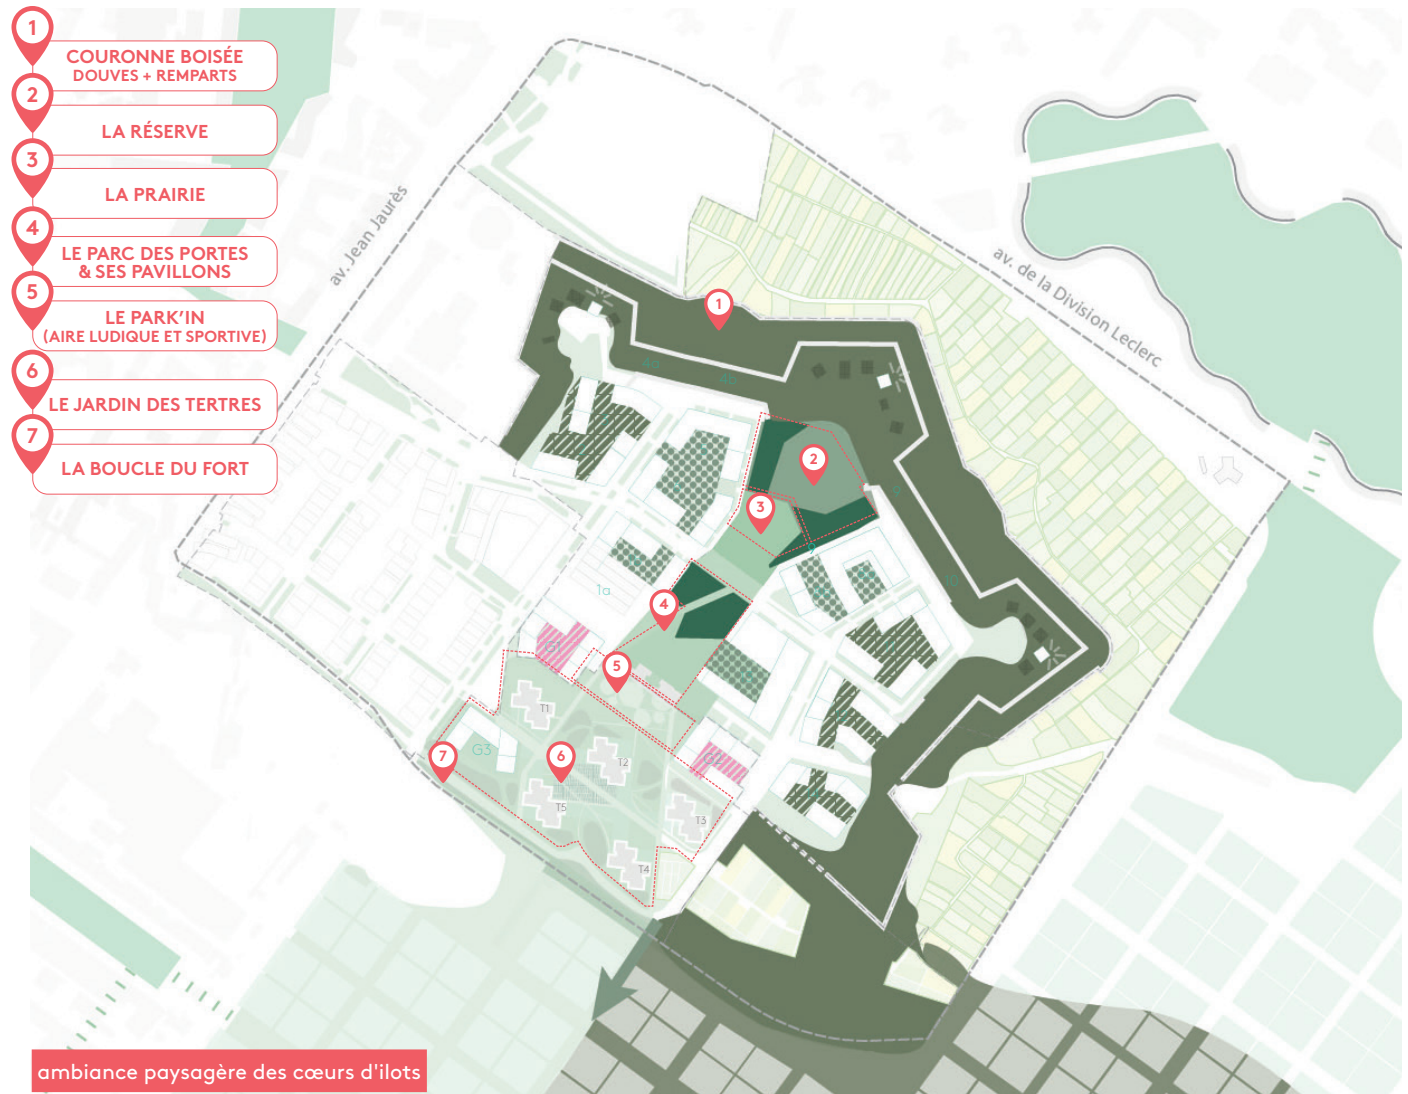 1
COURONNE BOISÉE
DOUVES + REMPARTS
2
LA RÉSERVE
3
LA PRAIRIE
4
LE PARC DES PORTES
& SES PAVILLONS
5
LE PARK’IN
(AIRE LUDIQUE ET SPORTIVE)
6
LE JARDIN DES TERTRES
7
LA BOUCLE DU FORT
av. Jean Jaurès
av. de la Division Leclerc
1
2
3
4
5
6
7
1a
G1
G2
G3
T1
T2
T3
T4
T5
10
ambiance paysagère des cœurs d'ilots